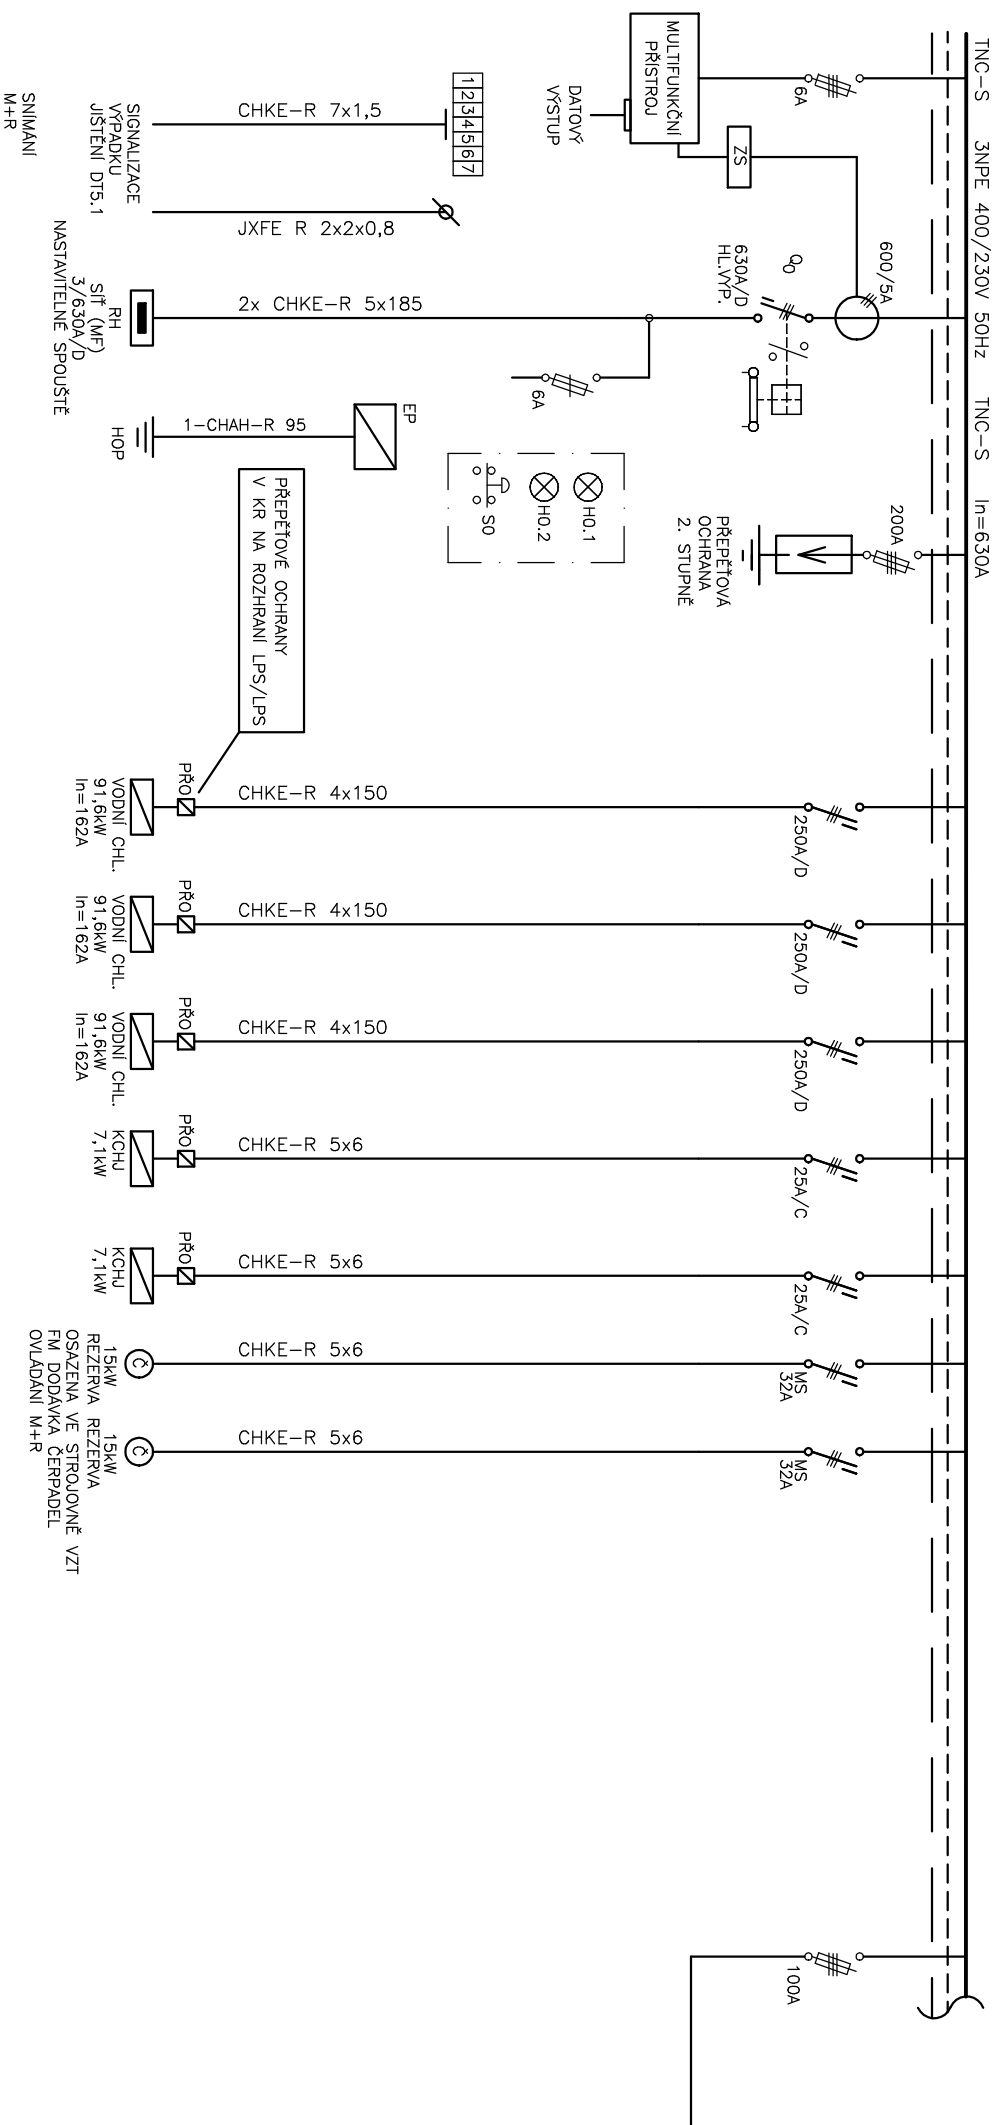 TNC-S   3NPE 400/230V 50Hz   TNC-S   In=630A
6A
MULTIFUNKČNÍ
PŘÍSTROJ
ZS
DATOVÝ
VÝSTUP
600/5A
Q0
630A/D
HL.VYP.
6A
200A
PŘEPĚŤOVÁ
OCHRANA
2. STUPNĚ
H0.1
H0.2
S0
1 2 3 4 5 6 7
CHKE-R 7x1,5
SIGNALIZACE
VÝPADKU
JIŠTĚNÍ DT5.1
SNÍMÁNÍ
M+R
JXFE R 2x2x0,8
2x CHKE-R 5x185
RH
SÍŤ (MF)
3/630A/D
NASTAVITELNÉ SPOUŠTĚ
EP
1-CHAH-R 95
HOP
PŘEPĚŤOVÉ OCHRANY
V KR NA ROZHRANÍ LPS/LPS
250A/D
CHKE-R 4x150
PŘO
VODNÍ CHL.
91,6kW
In=162A
250A/D
CHKE-R 4x150
PŘO
VODNÍ CHL.
91,6kW
In=162A
250A/D
CHKE-R 4x150
PŘO
VODNÍ CHL.
91,6kW
In=162A
25A/C
CHKE-R 5x6
PŘO
KCHJ
7,1kW
25A/C
CHKE-R 5x6
PŘO
KCHJ
7,1kW
MS
32A
CHKE-R 5x6
Č
MS
32A
CHKE-R 5x6
Č
15kW   15kW
REZERVA REZERVA
OSAZENA VE STROJOVNĚ VZT
FM DODÁVKA ČERPADEL
OVLÁDÁNÍ M+R
100A